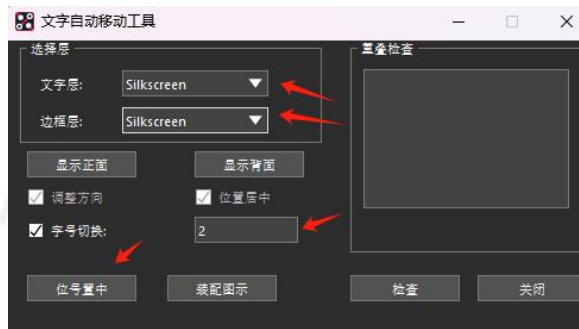 文字自动移动工具
选择层
文字层: Silkscreen
边框层: Silkscreen
显示正面 显示背面
调整方向 位置居中
字号切换: 2
位号置中 装配图示
重叠检查
检查 关闭